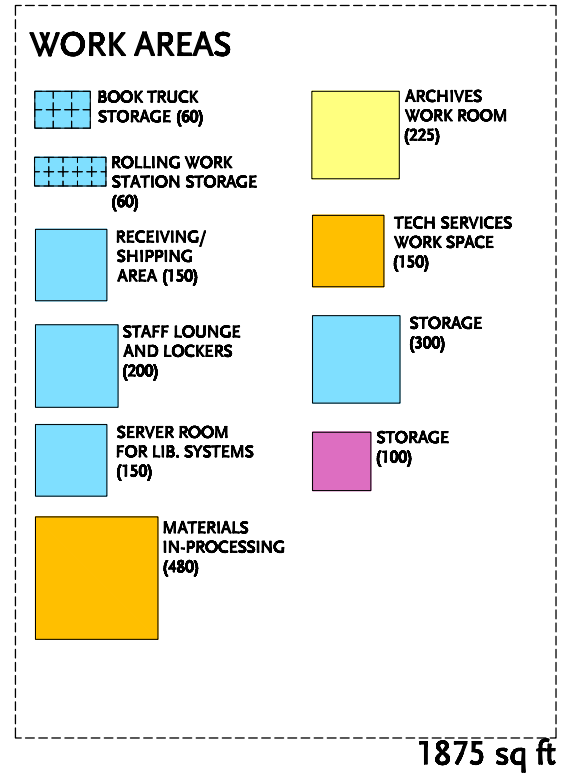 WORK AREAS
BOOK TRUCK
STORAGE (60)
ROLLING WORK
STATION STORAGE
(60)
RECEIVING/
SHIPPING
AREA (150)
STAFF LOUNGE
AND LOCKERS
(200)
SERVER ROOM
FOR LIB. SYSTEMS
(150)
MATERIALS
IN-PROCESSING
(480)
ARCHIVES
WORK ROOM
(225)
TECH SERVICES
WORK SPACE
(150)
STORAGE
(300)
STORAGE
(100)
1875 sq ft